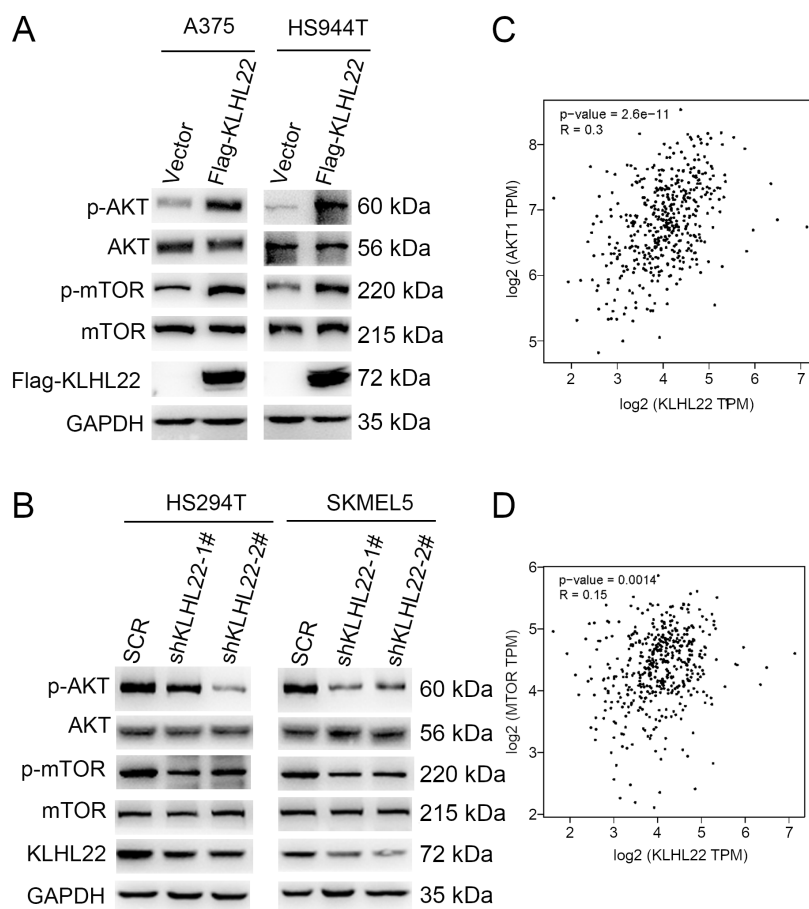 A
A375
HS944T
Vector
Flag-KLHL22
Vector
Flag-KLHL22
p-AKT
60 kDa
AKT
56 kDa
p-mTOR
220 kDa
mTOR
215 kDa
Flag-KLHL22
72 kDa
GAPDH
35 kDa
B
HS294T
SKMEL5
SCR
shKLHL22-1#
shKLHL22-2#
SCR
shKLHL22-1#
shKLHL22-2#
p-AKT
60 kDa
AKT
56 kDa
p-mTOR
220 kDa
mTOR
215 kDa
KLHL22
72 kDa
GAPDH
35 kDa
C
p-value = 2.6e-11
R = 0.3
log2 (AKT1 TPM)
8
7
6
5
2 3 4 5 6 7
log2 (KLHL22 TPM)
D
p-value = 0.0014
R = 0.15
log2 (MTOR TPM)
6
5
4
3
2
2 3 4 5 6 7
log2 (KLHL22 TPM)